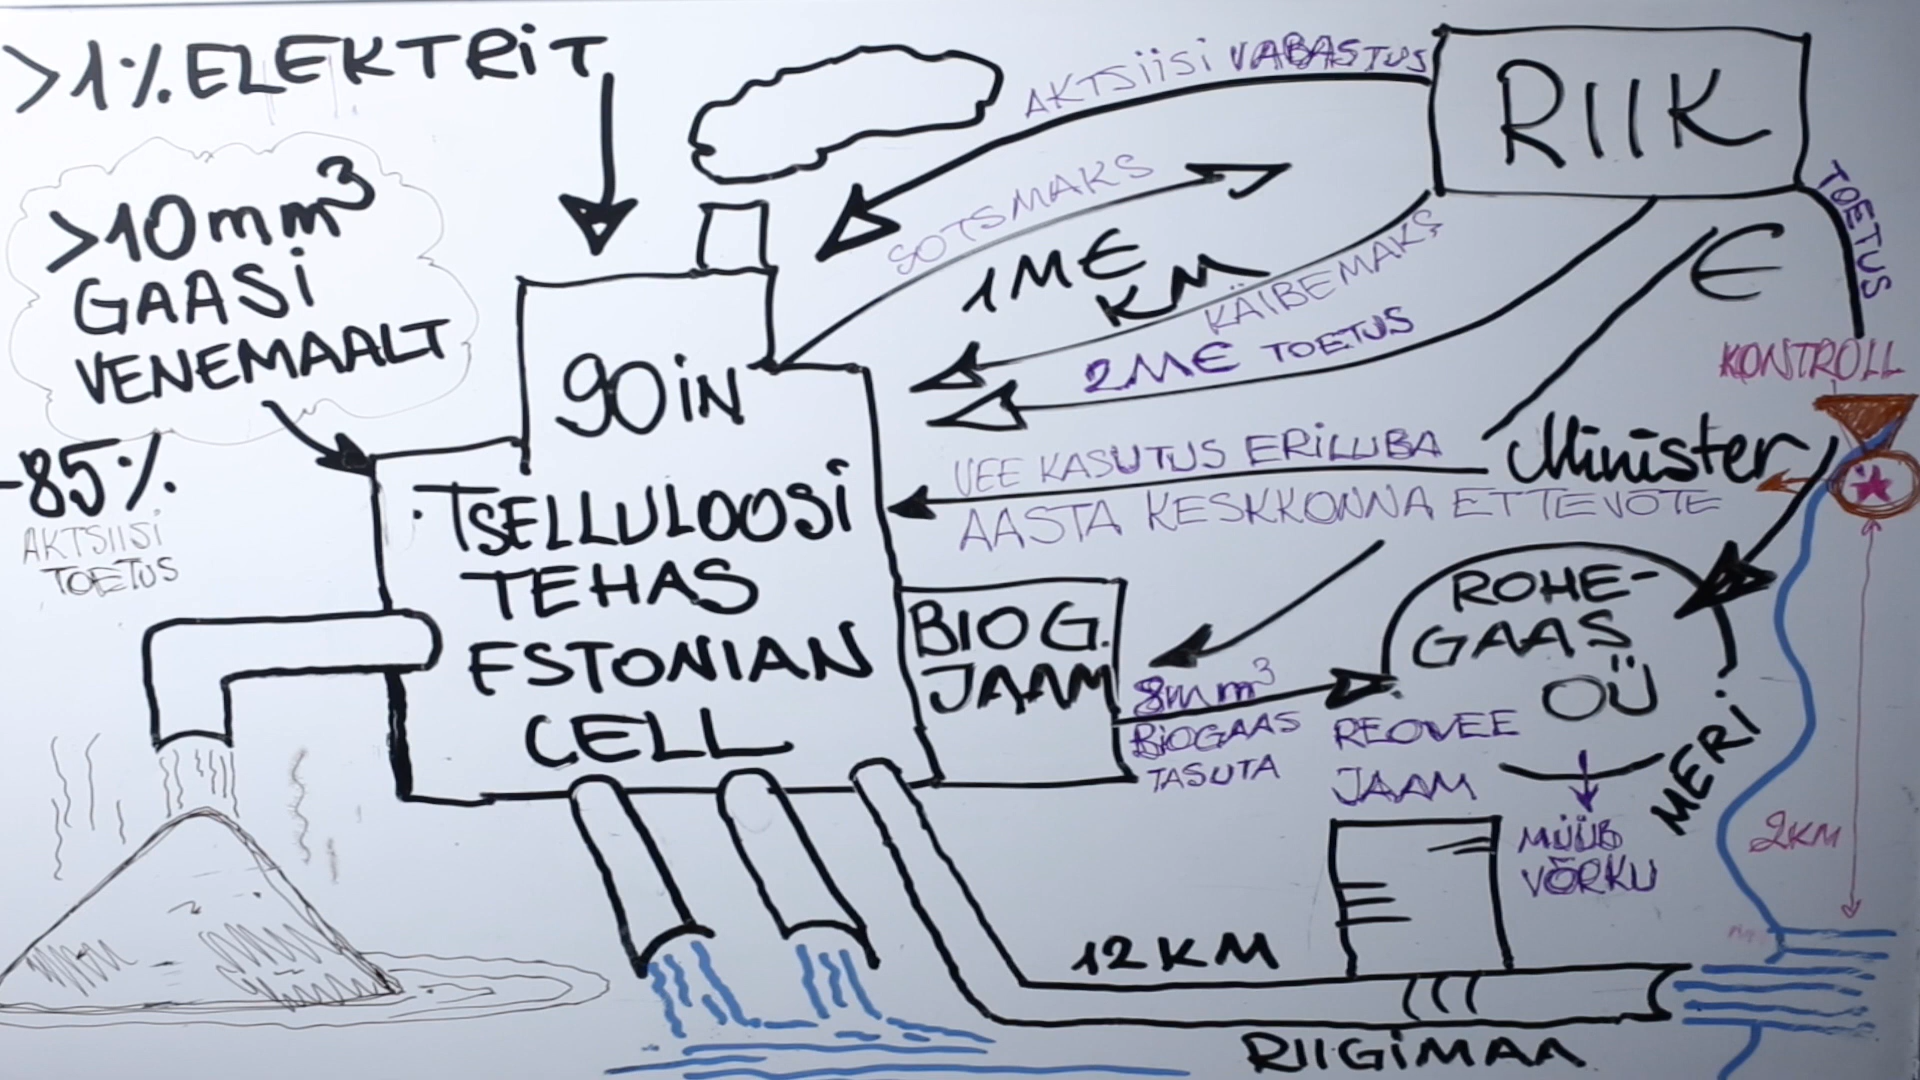 >1% ELEKTRIT
>10mm³
GAASI
VENEMAALT
-85%
AKTSIISI
TOETUS
90IN
TSELLULOOSI
TEHAS
ESTONIAN
CELL
BIOG.
JAAM
AKTSIISI VABASTUS
RIIK
SOTSMAKS
1M€
KM
KÄIBEMAKS
2M€ TOETUS
€
TOETUS
KONTROLL
Minister
VEE KASUTUS ERILUBA
AASTA KESKKONNA ETTEVÕTE
ROHE-
GAAS
OÜ
8mm³
BIOGAAS
TASUTA
REOVEE
JAAM
MÜÜB
VÕRKU
MERI
2KM
12KM
RIIGIMAA